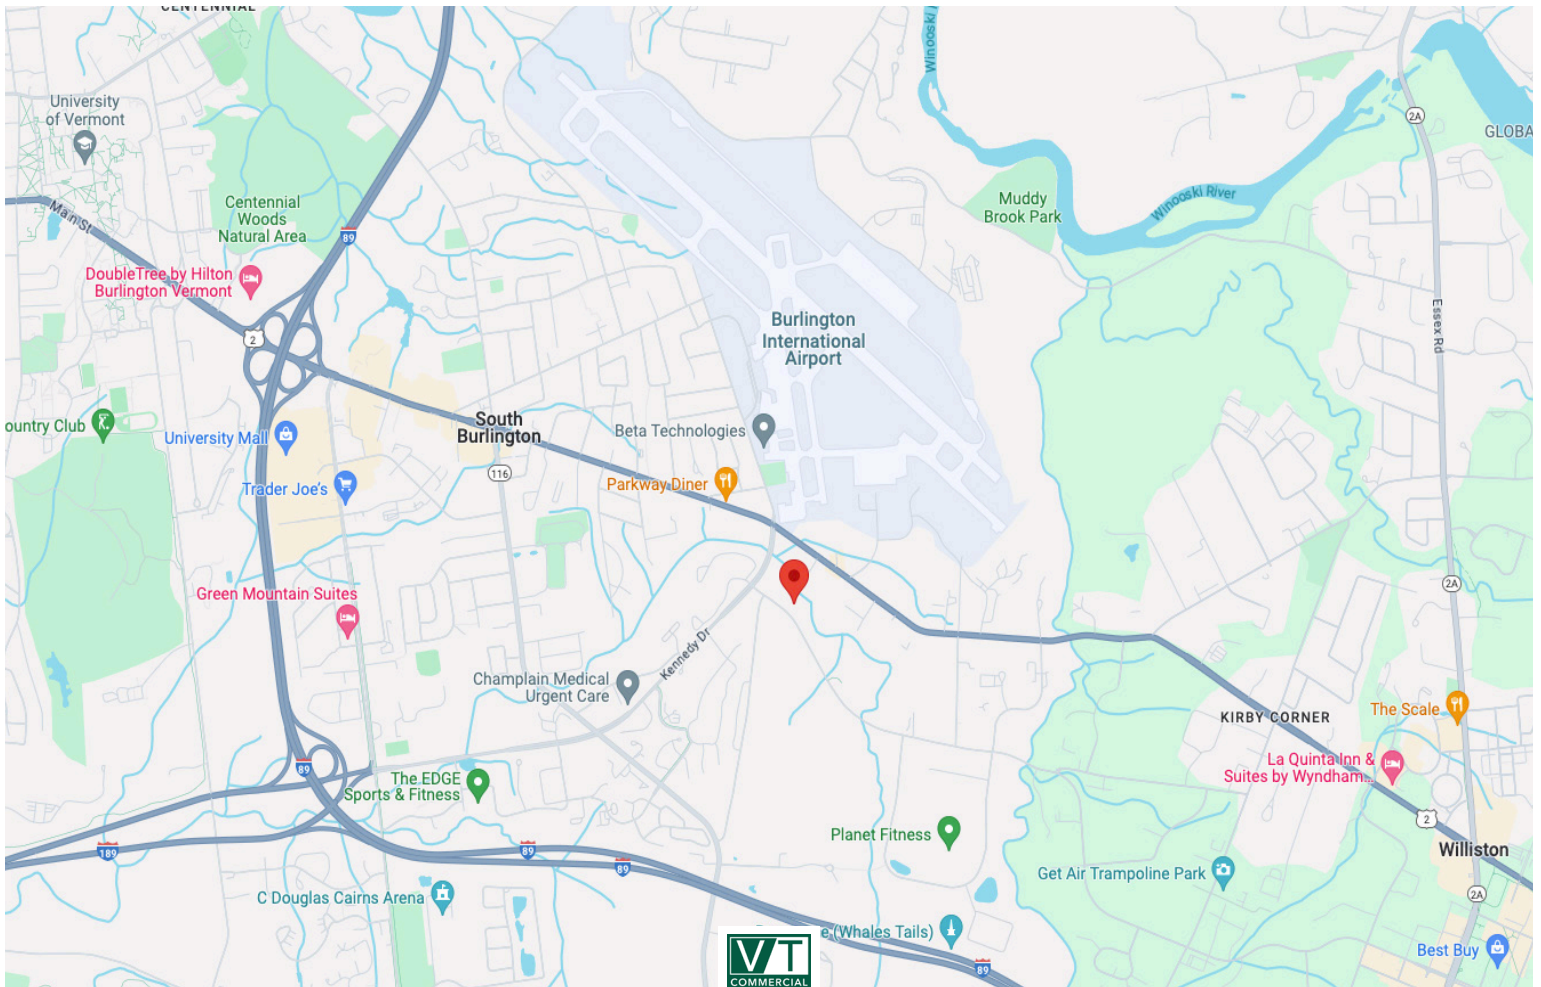 CENTENNIAL
Winooski
University
of Vermont
2A
GLOBA
Centennial
Woods
Natural Area
Main St
Muddy
Brook Park
Winooski River
89
DoubleTree by Hilton
Burlington Vermont
2
Burlington
International
Airport
Essex Rd
ountry Club
University Mall
South
Burlington
Beta Technologies
116
Trader Joe's
Parkway Diner
Green Mountain Suites
2A
Kennedy Dr
Champlain Medical
Urgent Care
KIRBY CORNER
The Scale
La Quinta Inn &
Suites by Wyndham...
89
The EDGE
Sports & Fitness
Planet Fitness
2
Williston
189
89
89
Get Air Trampoline Park
C Douglas Cairns Arena
2A
e (Whales Tails)
Best Buy
89
VT
COMMERCIAL